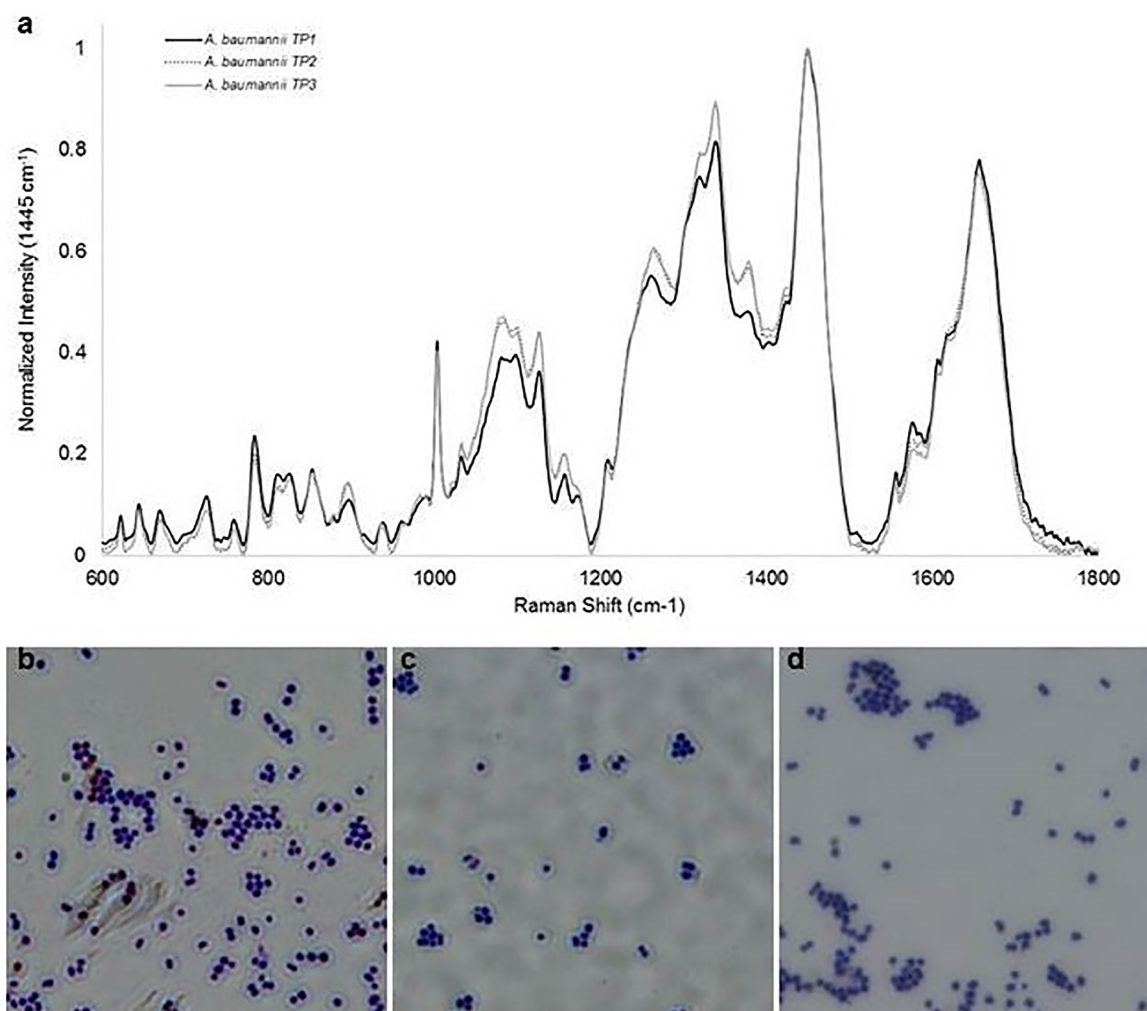 a
A. baumannii TP1
A. baumannii TP2
A. baumannii TP3
1
0.8
0.6
0.4
0.2
0
Normalized Intensity (1445 cm⁻¹)
600 800 1000 1200 1400 1600 1800
Raman Shift (cm-1)
b
c
d